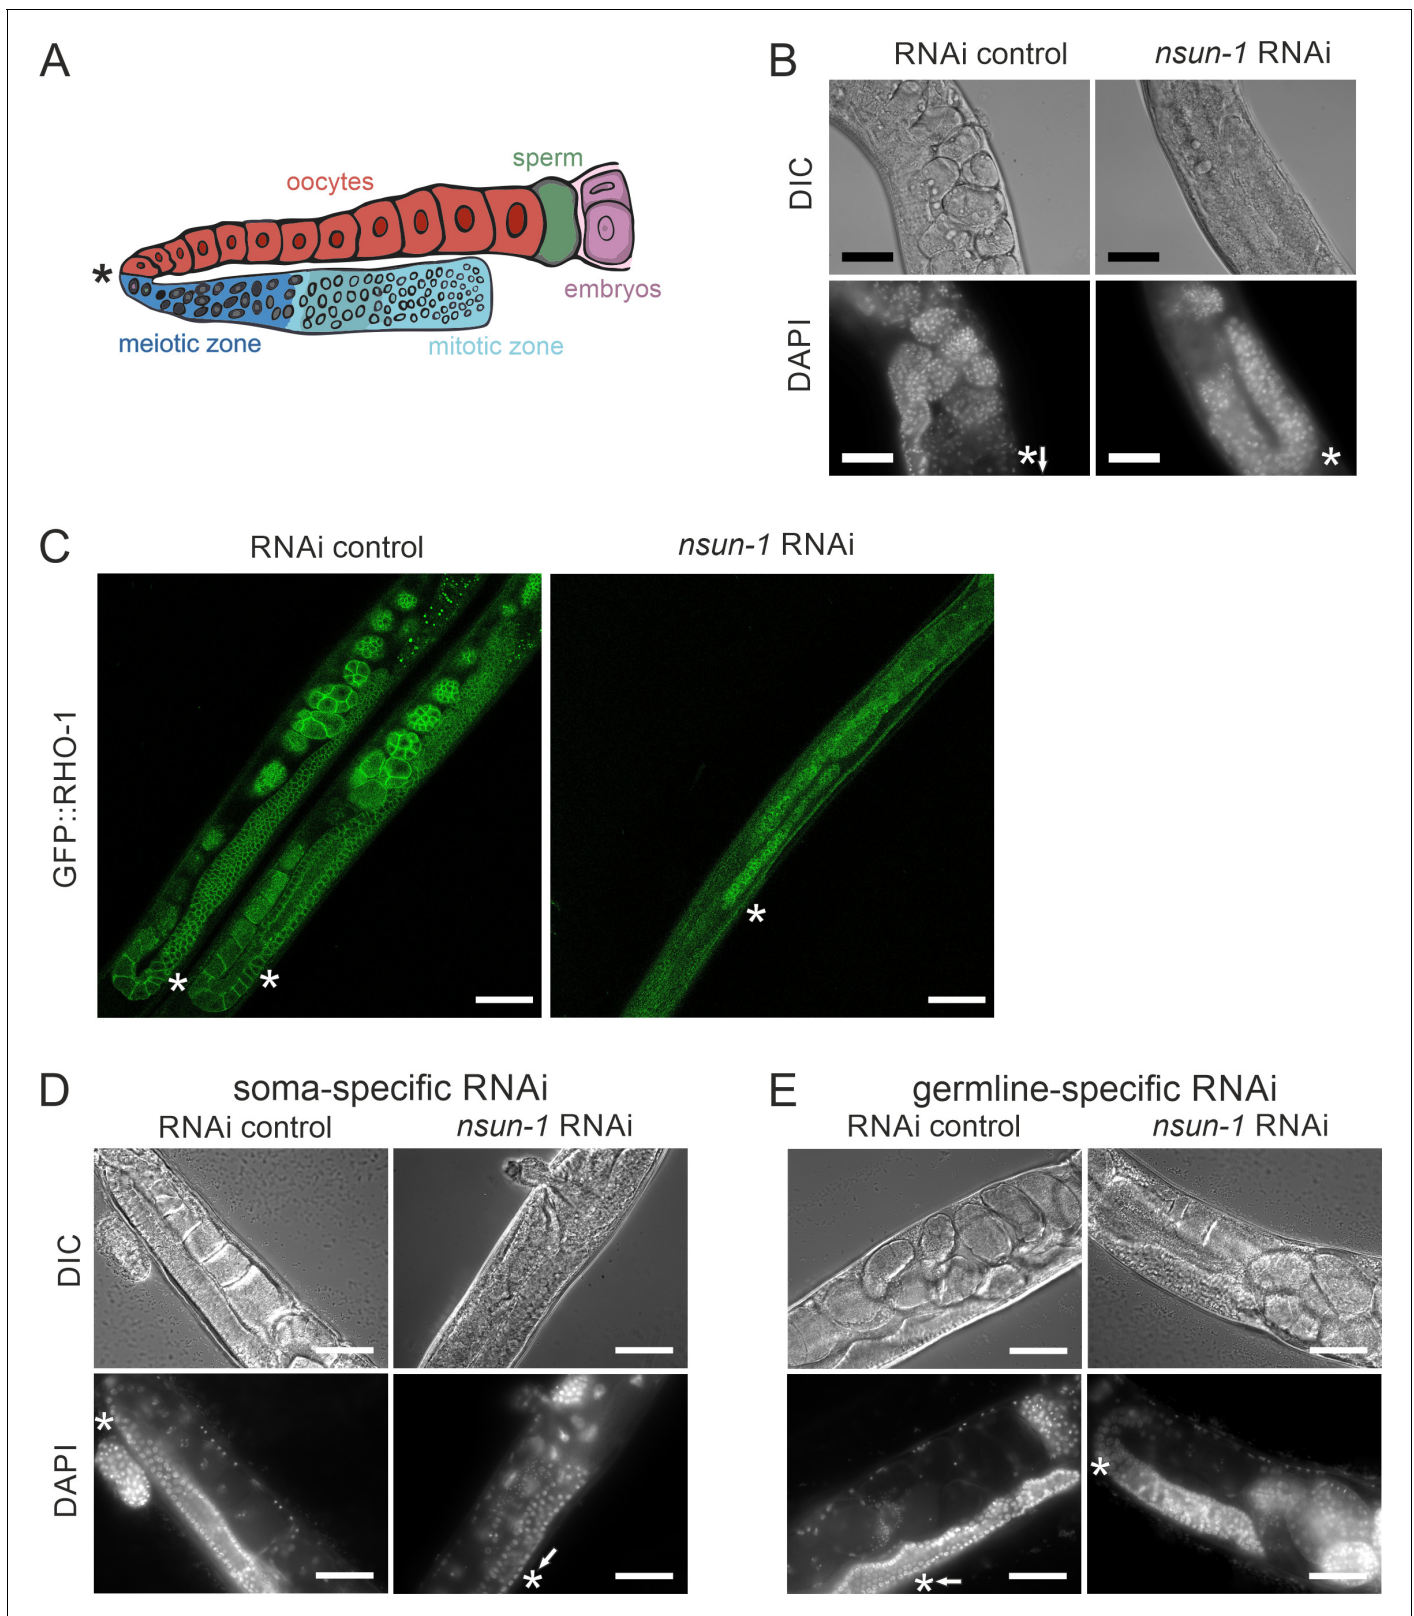 A
sperm
oocytes
*
embryos
meiotic zone
mitotic zone
B
RNAi control
nsun-1 RNAi
DIC
DAPI
*
*
C
RNAi control
nsun-1 RNAi
GFP::RHO-1
*
*
*
D
soma-specific RNAi
RNAi control
nsun-1 RNAi
DIC
DAPI
*
*
E
germline-specific RNAi
RNAi control
nsun-1 RNAi
*
*